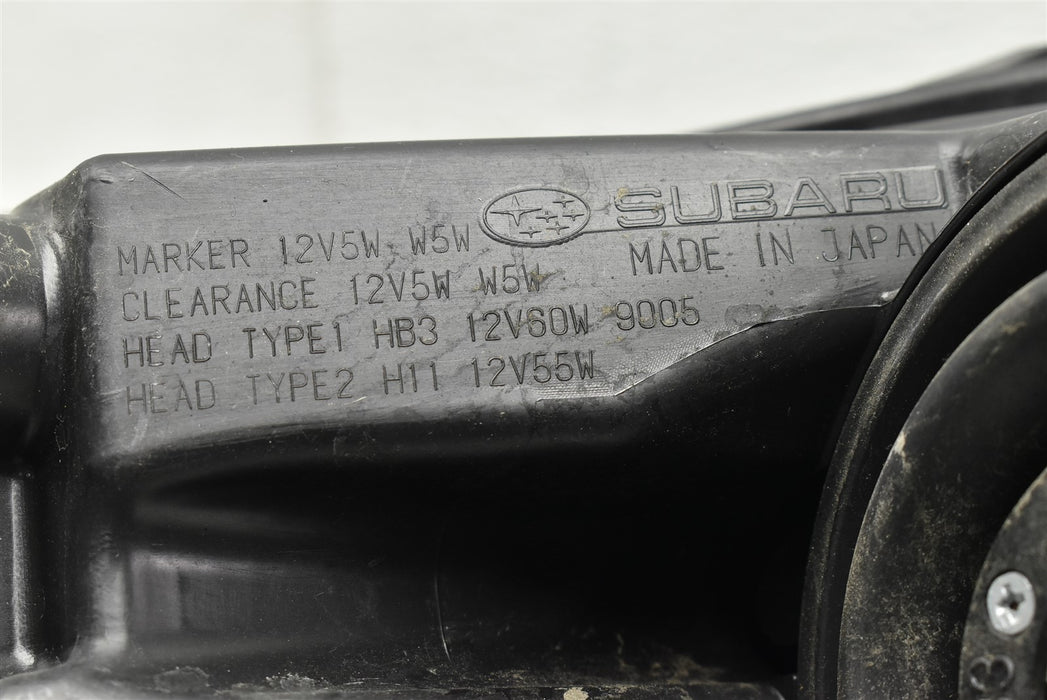 SUBARU
MARKER 12V5W W5W
MADE IN JAPAN
CLEARANCE 12V5W W5W
HEAD TYPE1 HB3 12V60W 9005
HEAD TYPE2 H11 12V55W
3